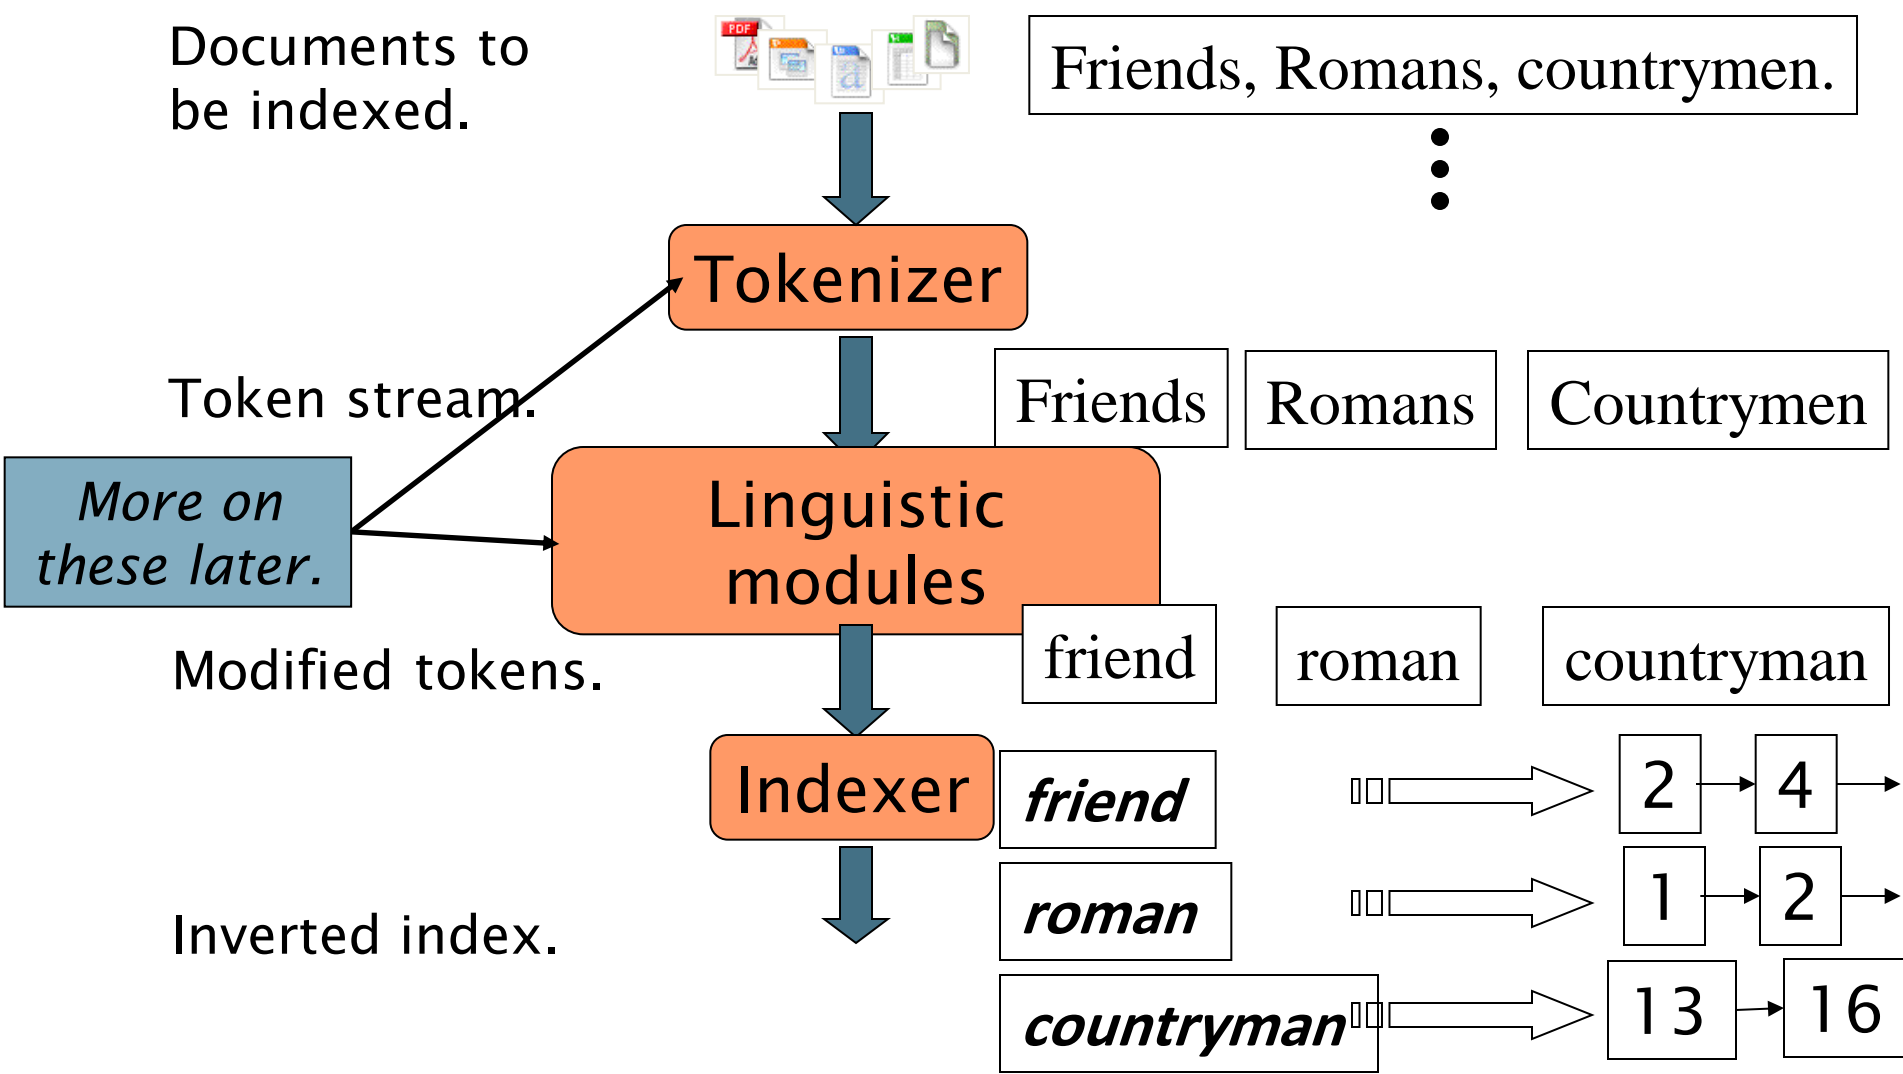 Documents to
be indexed.
PDF
Friends, Romans, countrymen.
Tokenizer
Token stream.
Friends Romans Countrymen
More on
these later.
Linguistic
modules
Modified tokens.
friend roman countryman
Indexer
friend 2 4
roman 1 2
Inverted index.
countryman 13 16